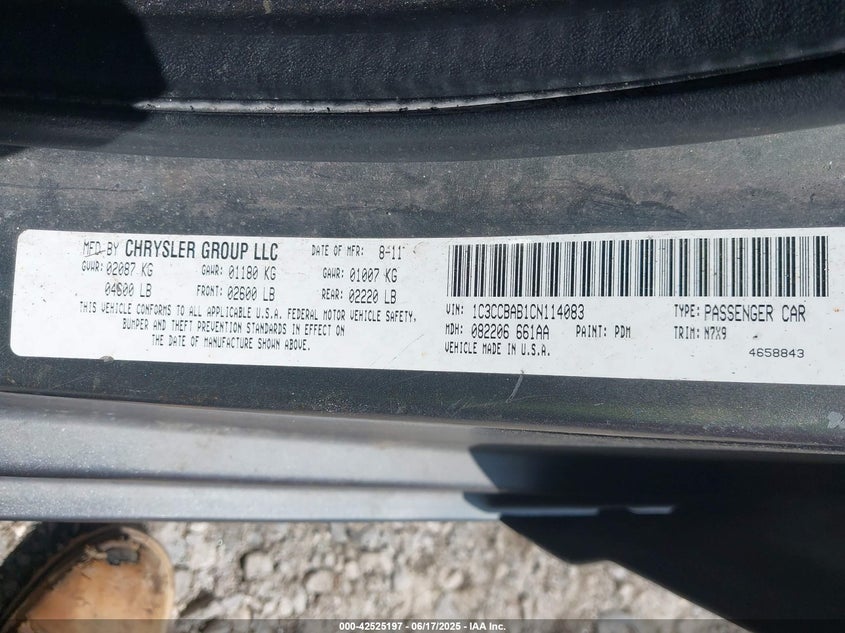 MFD BY CHRYSLER GROUP LLC DATE OF MFR: 8-11
GVWR: 02087 KG GAWR: 01180 KG GAWR: 01007 KG
04600 LB FRONT: 02600 LB REAR: 02220 LB
THIS VEHICLE CONFORMS TO ALL APPLICABLE U.S.A. FEDERAL MOTOR VEHICLE SAFETY,
BUMPER AND THEFT PREVENTION STANDARDS IN EFFECT ON
THE DATE OF MANUFACTURE SHOWN ABOVE.
VIN: 1C3CCBAB1CN114083 TYPE: PASSENGER CAR
MDH: 082206 661AA PAINT: PDM TRIM: N7X9
VEHICLE MADE IN U.S.A. 4658843
000-42525197 - 06/17/2025 - IAA Inc.